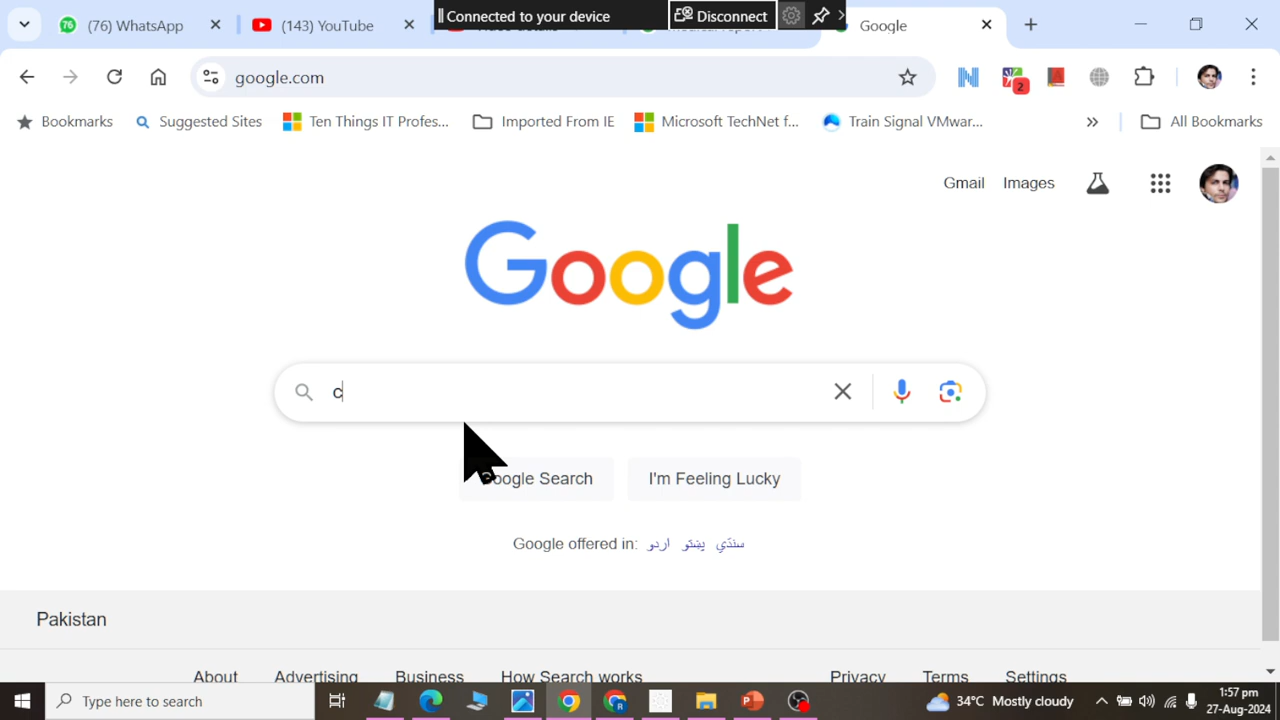 (76) WhatsApp
(143) YouTube
Connected to your device
Disconnect
Google
google.com
2
Bookmarks
Suggested Sites
Ten Things IT Profes...
Imported From IE
Microsoft TechNet f...
Train Signal VMwar...
All Bookmarks
Gmail
Images
Google
c
Google Search
I'm Feeling Lucky
Google offered in: اردو پښتو سنڌي
Pakistan
About
Advertising
Business
How Search works
Privacy
Terms
Settings
Type here to search
34°C Mostly cloudy
1:57 pm
27-Aug-2024